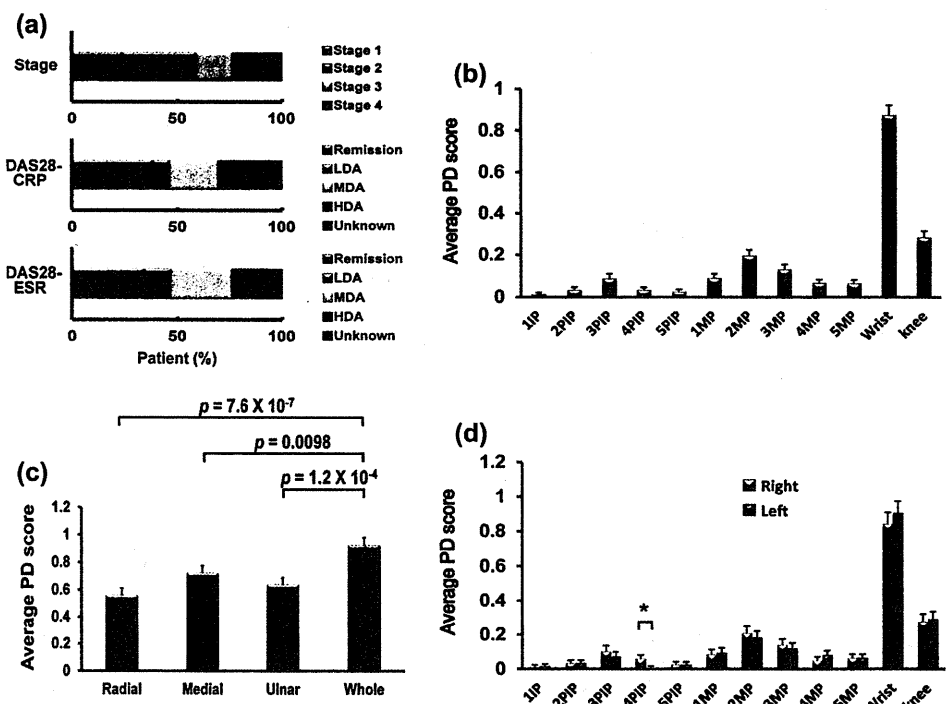 (a)
Stage
Stage 1
Stage 2
Stage 3
Stage 4
0 50 100
DAS28-
CRP
Remission
LDA
MDA
HDA
Unknown
0 50 100
DAS28-
ESR
Remission
LDA
MDA
HDA
Unknown
0 50 100
Patient (%)
(b)
Average PD score
1
0.8
0.6
0.4
0.2
0
1IP 2PIP 3PIP 4PIP 5PIP 1MP 2MP 3MP 4MP 5MP Wrist knee
(c)
p = 7.6 X 10-7
p = 0.0098
p = 1.2 X 10-4
Average PD score
1.2
1
0.8
0.6
0.4
0.2
0
Radial Medial Ulnar Whole
(d)
Average PD score
1.2
1
0.8
0.6
0.4
0.2
0
Right
Left
*
1IP 2PIP 3PIP 4PIP 5PIP 1MP 2MP 3MP 4MP 5MP Wrist knee